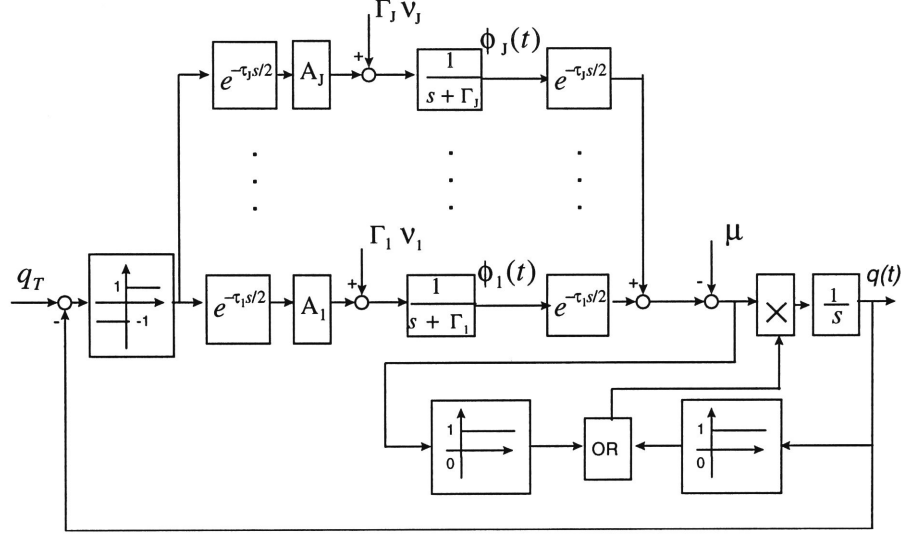 Γ_J ν_J
e^{-τ_J s/2}
A_J
+
1
s + Γ_J
ϕ_J(t)
e^{-τ_J s/2}
Γ_1 ν_1
μ
q_T
-
1
-1
e^{-τ_1 s/2}
A_1
+
1
s + Γ_1
ϕ_1(t)
e^{-τ_1 s/2}
+
+
-
×
1
s
q(t)
1
0
OR
1
0